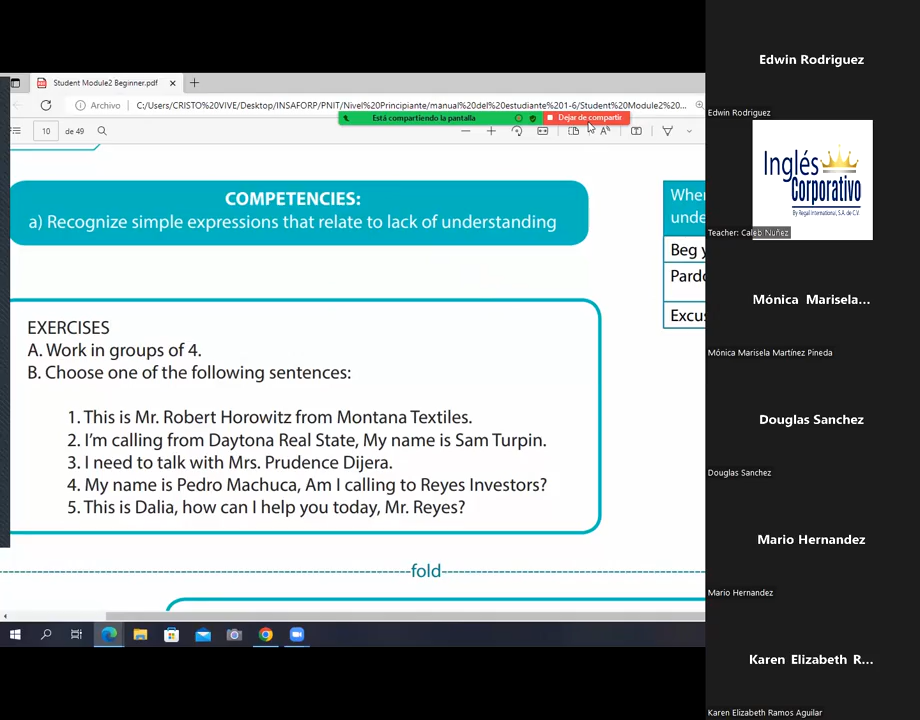 Student Module2 Beginner.pdf
Archivo
C:/Users/CRISTO%20VIVE/Desktop/INSAFORP/PNIT/Nivel%20Principiante/manual%20del%20estudiante%201-6/Student%20Module2%20...
Está compartiendo la pantalla
Dejar de compartir
10 de 49
COMPETENCIES:
a) Recognize simple expressions that relate to lack of understanding
EXERCISES
A. Work in groups of 4.
B. Choose one of the following sentences:
1. This is Mr. Robert Horowitz from Montana Textiles.
2. I'm calling from Daytona Real State, My name is Sam Turpin.
3. I need to talk with Mrs. Prudence Dijera.
4. My name is Pedro Machuca, Am I calling to Reyes Investors?
5. This is Dalia, how can I help you today, Mr. Reyes?
fold
Beg
Edwin Rodriguez
Edwin Rodriguez
Inglés
Corporativo
By Regal International, S.A. de C.V.
Teacher: Caleb Nuñez
Mónica Marisela...
Mónica Marisela Martínez Pineda
Douglas Sanchez
Douglas Sanchez
Mario Hernandez
Mario Hernandez
Karen Elizabeth R...
Karen Elizabeth Ramos Aguilar